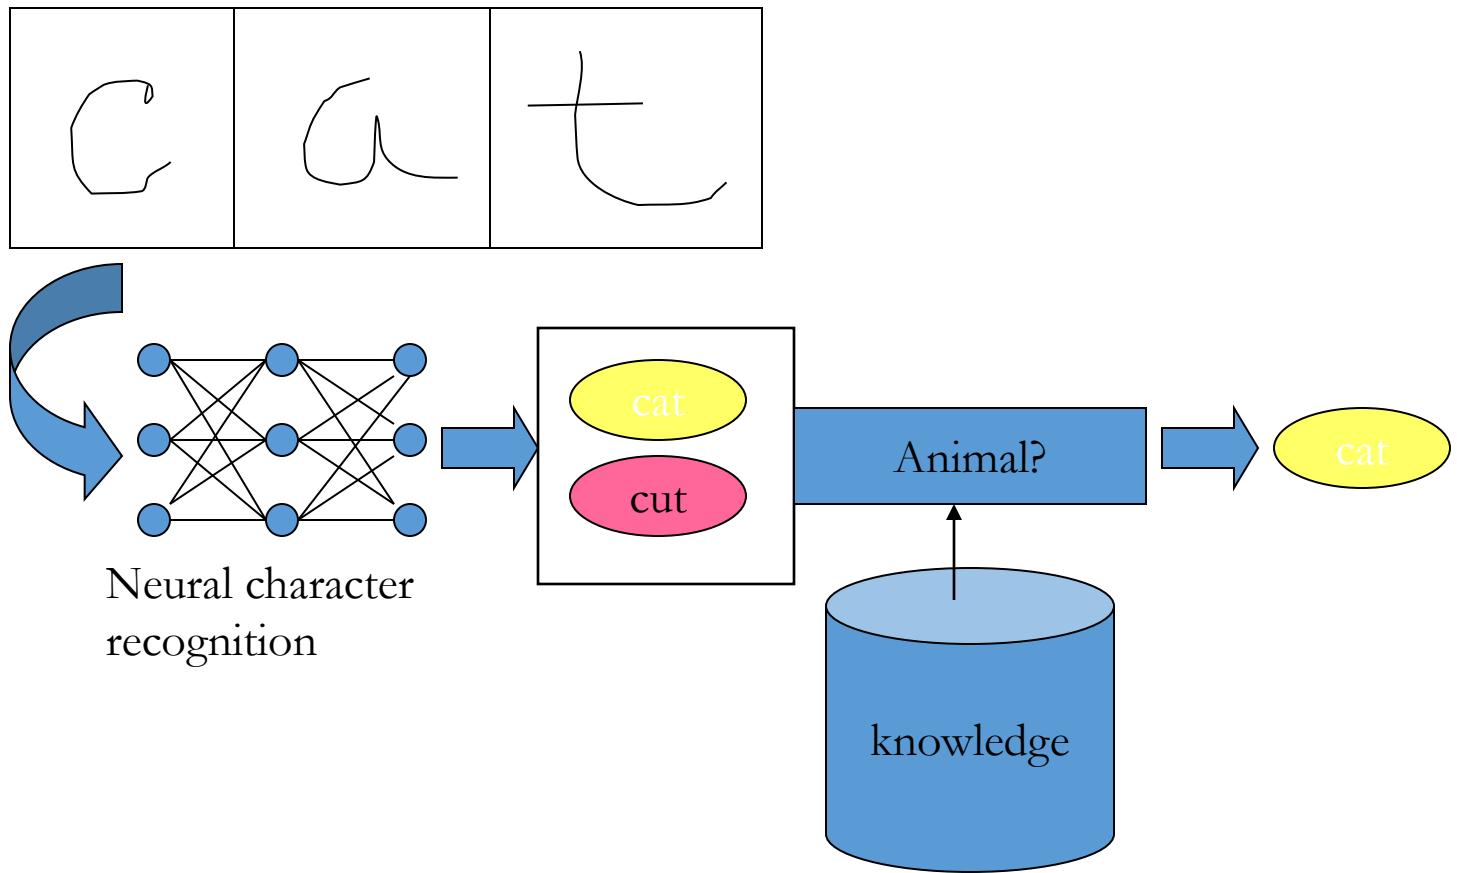 c a t
cat
cut
Animal?
cat
Neural character
recognition
knowledge